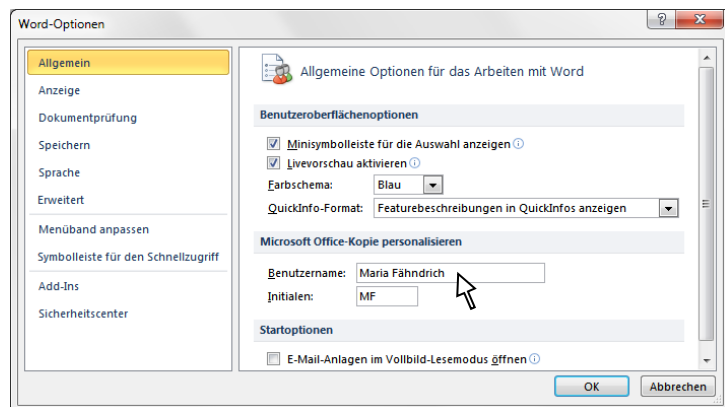 Word-Optionen
Allgemein
Anzeige
Dokumentprüfung
Speichern
Sprache
Erweitert
Menüband anpassen
Symbolleiste für den Schnellzugriff
Add-Ins
Sicherheitscenter
Allgemeine Optionen für das Arbeiten mit Word
Benutzeroberflächenoptionen
Minisymbolleiste für die Auswahl anzeigen
Livevorschau aktivieren
Farbschema: Blau
QuickInfo-Format: Featurebeschreibungen in QuickInfos anzeigen
Microsoft Office-Kopie personalisieren
Benutzername: Maria Fähndrich
Initialen: MF
Startoptionen
E-Mail-Anlagen im Vollbild-Lesemodus öffnen
OK Abbrechen